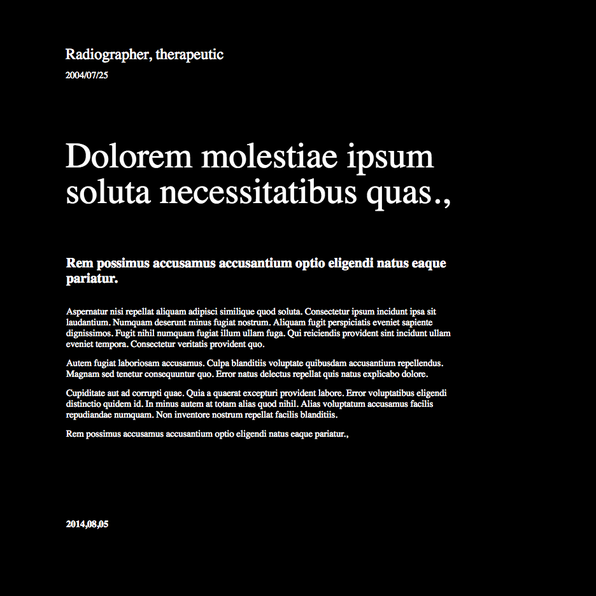 Radiographer, therapeutic
2004/07/25
Dolorem molestiae ipsum
soluta necessitatibus quas.,
Rem possimus accusamus accusantium optio eligendi natus eaque
pariatur.
Aspernatur nisi repellat aliquam adipisci similique quod soluta. Consectetur ipsum incidunt ipsa sit
laudantium. Numquam deserunt minus fugiat nostrum. Aliquam fugit perspiciatis eveniet sapiente
dignissimos. Fugit nihil numquam fugiat illum ullam fuga. Qui reiciendis provident sint incidunt ullam
eveniet tempora. Consectetur veritatis provident quo.
Autem fugiat laboriosam accusamus. Culpa blanditiis voluptate quibusdam accusantium repellendus.
Magnam sed tenetur consequuntur quo. Error natus delectus repellat quis natus explicabo dolore.
Cupiditate aut ad corrupti quae. Quia a quaerat excepturi provident labore. Error voluptatibus eligendi
distinctio quidem id. In minus autem at totam alias quod nihil. Alias voluptatum accusamus facilis
repudiandae numquam. Non inventore nostrum repellat facilis blanditiis.
Rem possimus accusamus accusantium optio eligendi natus eaque pariatur.,
2014,08,05